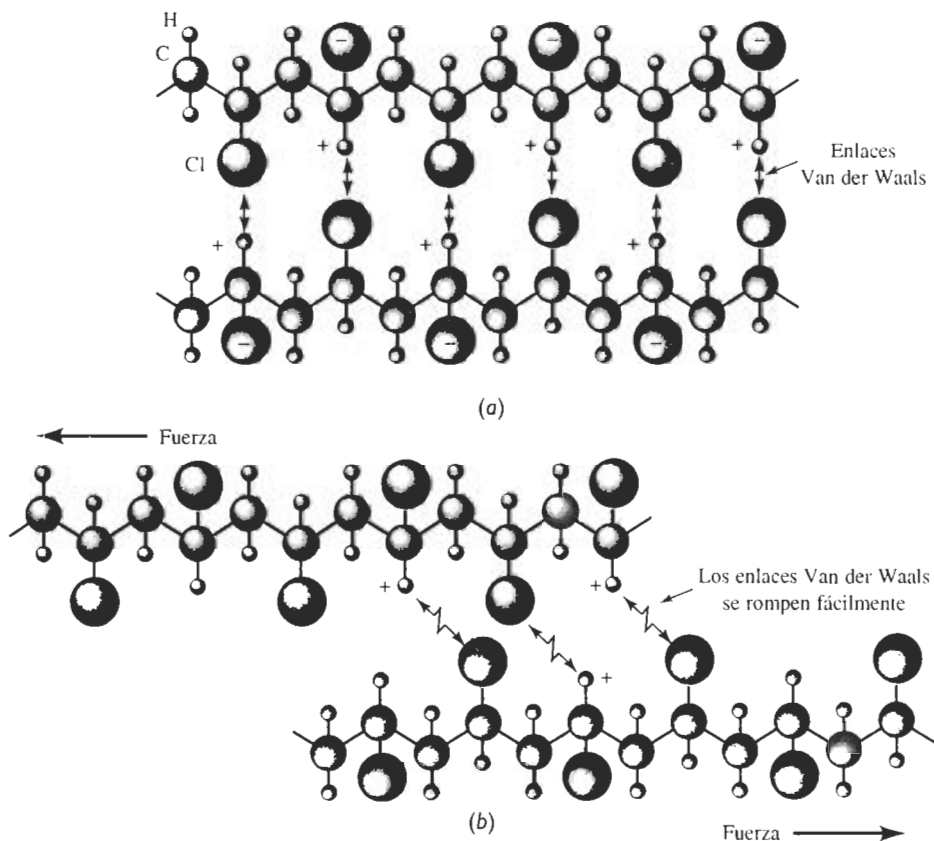 H
C
Cl
− − −
+ + +
Enlaces
Van der Waals
+ + +
− − −
(a)
Fuerza
+ +
Los enlaces Van der Waals
se rompen fácilmente
+
(b)
Fuerza